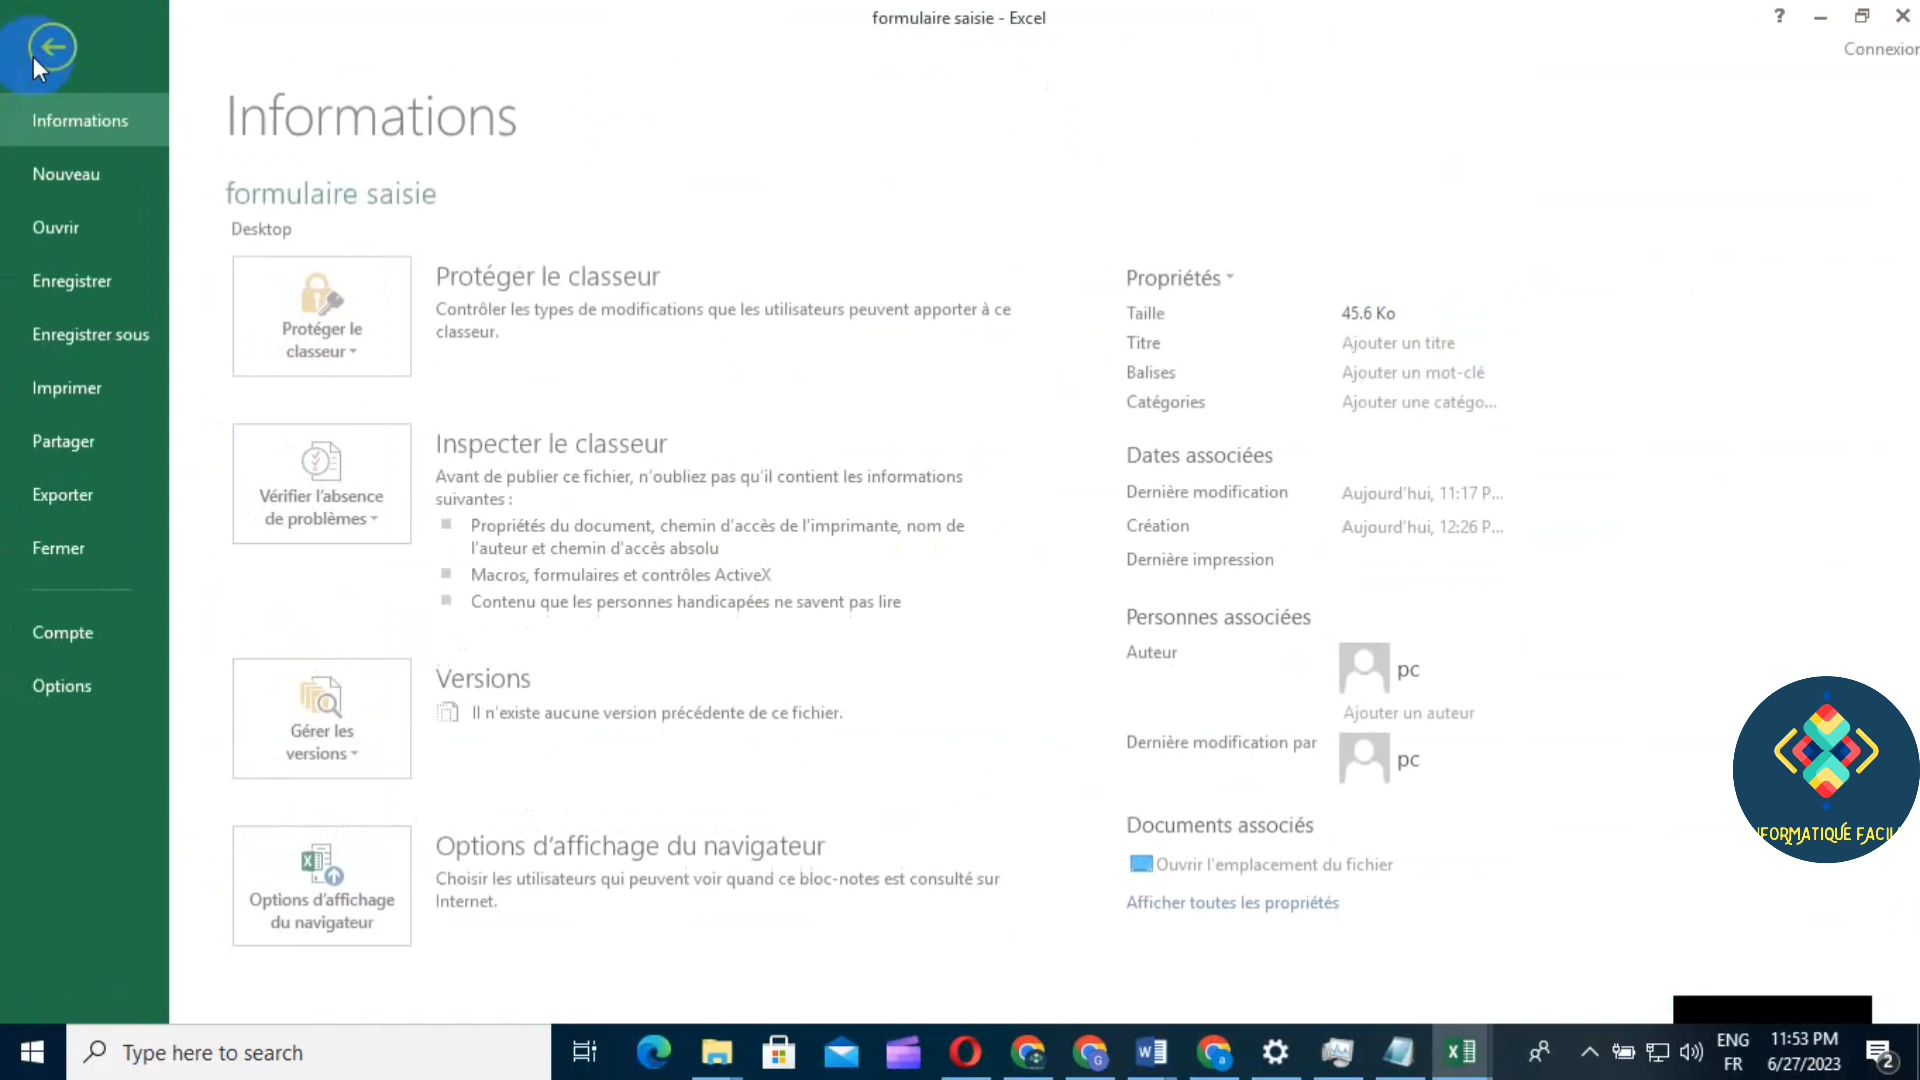 formulaire saisie - Excel
?
Connexion
Informations
Nouveau
Ouvrir
Enregistrer
Enregistrer sous
Imprimer
Partager
Exporter
Fermer
Compte
Options
Informations
formulaire saisie
Desktop
Protéger le
classeur
Protéger le classeur
Contrôler les types de modifications que les utilisateurs peuvent apporter à ce
classeur.
Vérifier l'absence
de problèmes
Inspecter le classeur
Avant de publier ce fichier, n'oubliez pas qu'il contient les informations
suivantes :
Propriétés du document, chemin d'accès de l'imprimante, nom de
l'auteur et chemin d'accès absolu
Macros, formulaires et contrôles ActiveX
Contenu que les personnes handicapées ne savent pas lire
Gérer les
versions
Versions
Il n'existe aucune version précédente de ce fichier.
Options d'affichage
du navigateur
Options d'affichage du navigateur
Choisir les utilisateurs qui peuvent voir quand ce bloc-notes est consulté sur
Internet.
Propriétés
Taille 45.6 Ko
Titre Ajouter un titre
Balises Ajouter un mot-clé
Catégories Ajouter une catégo...
Dates associées
Dernière modification Aujourd'hui, 11:17 P...
Création Aujourd'hui, 12:26 P...
Dernière impression
Personnes associées
Auteur pc
Ajouter un auteur
Dernière modification par pc
Documents associés
Ouvrir l'emplacement du fichier
Afficher toutes les propriétés
NFORMATIQUE FACIL
Type here to search
ENG
FR
11:53 PM
6/27/2023
2